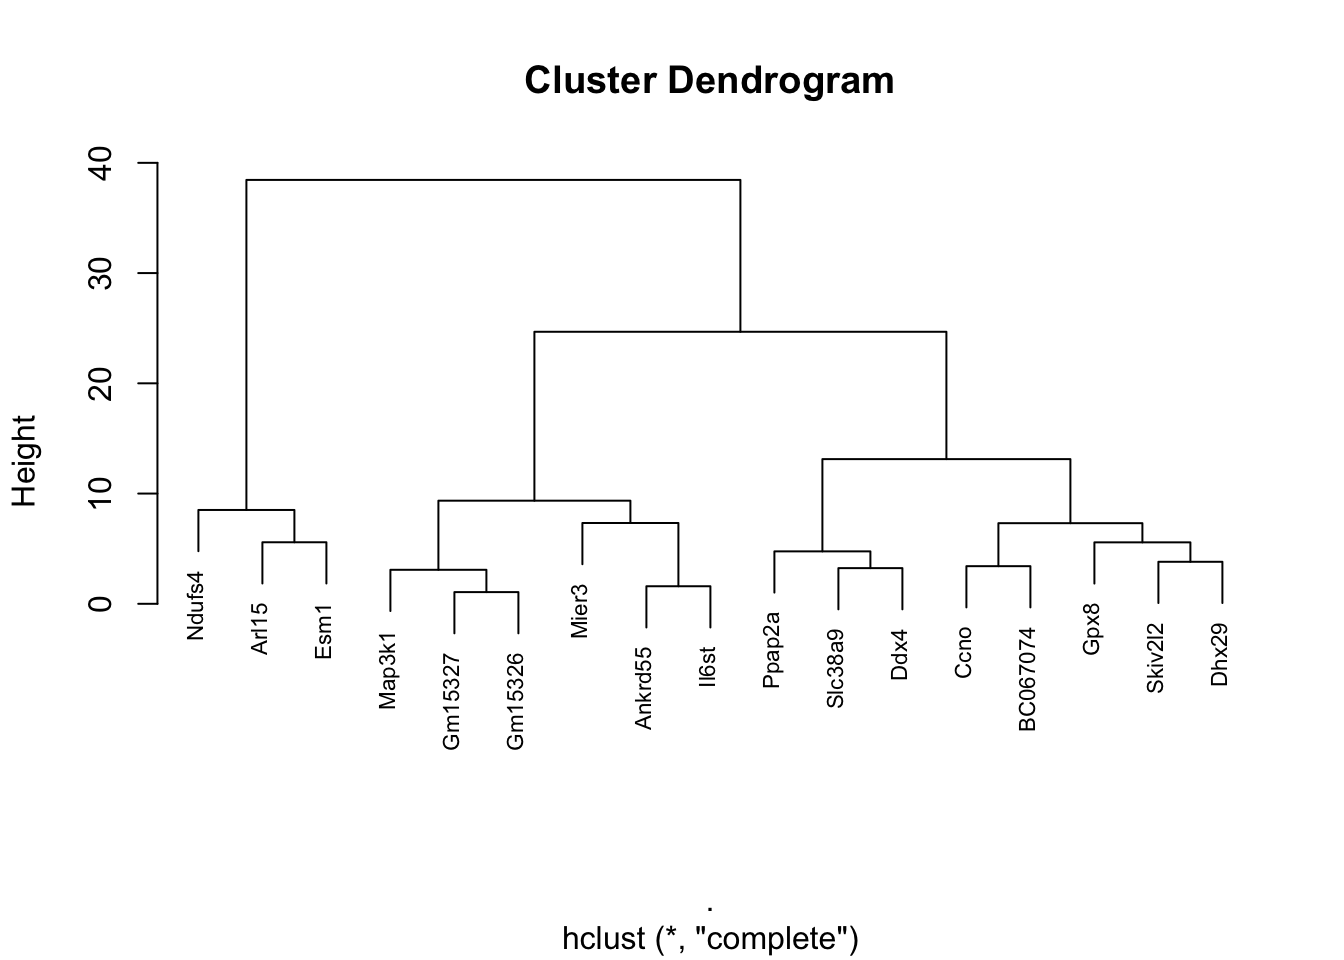 Cluster Dendrogram
Height
40
30
20
10
0
Ndufs4
Arl15
Esm1
Map3k1
Gm15327
Gm15326
Mier3
Ankrd55
Il6st
Ppap2a
Slc38a9
Ddx4
Ccno
BC067074
Gpx8
Skiv2l2
Dhx29
.
hclust (*, "complete")